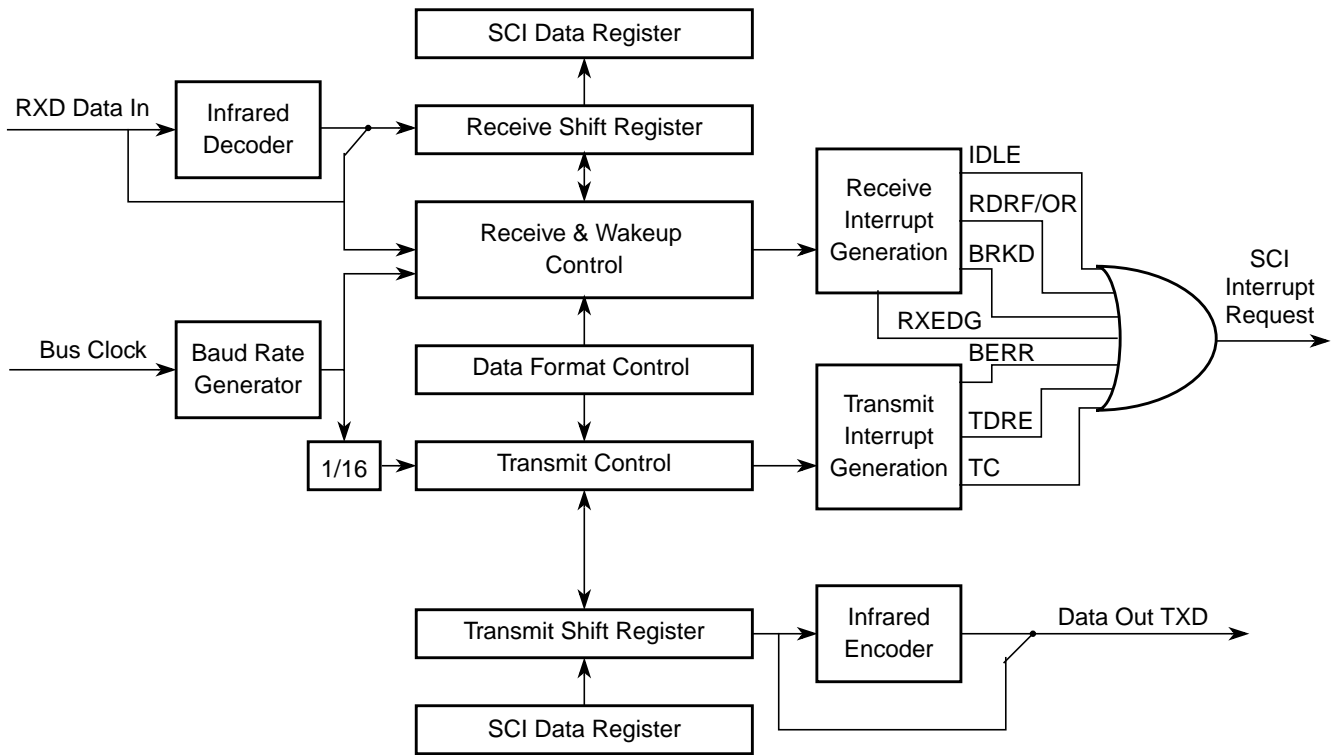 SCI Data Register
RXD Data In
Infrared
Decoder
Receive Shift Register
Receive & Wakeup
Control
Receive
Interrupt
Generation
IDLE
RDRF/OR
BRKD
RXEDG
SCI
Interrupt
Request
Bus Clock
Baud Rate
Generator
Data Format Control
BERR
Transmit
Interrupt
Generation
TDRE
TC
1/16
Transmit Control
Transmit Shift Register
Infrared
Encoder
Data Out TXD
SCI Data Register